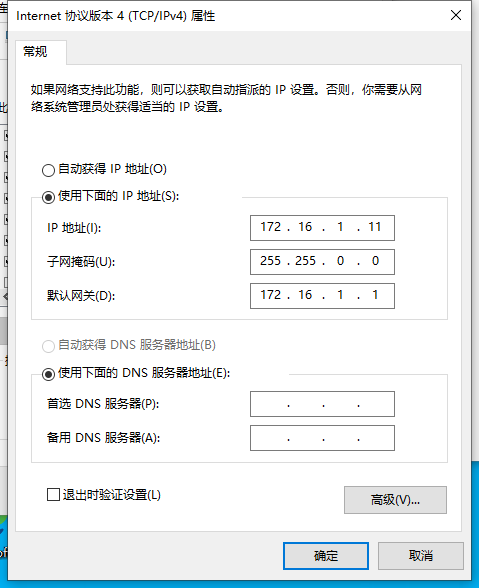 Internet 协议版本 4 (TCP/IPv4) 属性
常规
如果网络支持此功能，则可以获取自动指派的 IP 设置。否则，你需要从网
络系统管理员处获得适当的 IP 设置。
自动获得 IP 地址(O)
使用下面的 IP 地址(S):
IP 地址(I): 172 . 16 . 1 . 11
子网掩码(U): 255 . 255 . 0 . 0
默认网关(D): 172 . 16 . 1 . 1
自动获得 DNS 服务器地址(B)
使用下面的 DNS 服务器地址(E):
首选 DNS 服务器(P): . . .
备用 DNS 服务器(A): . . .
退出时验证设置(L)
高级(V)...
确定 取消